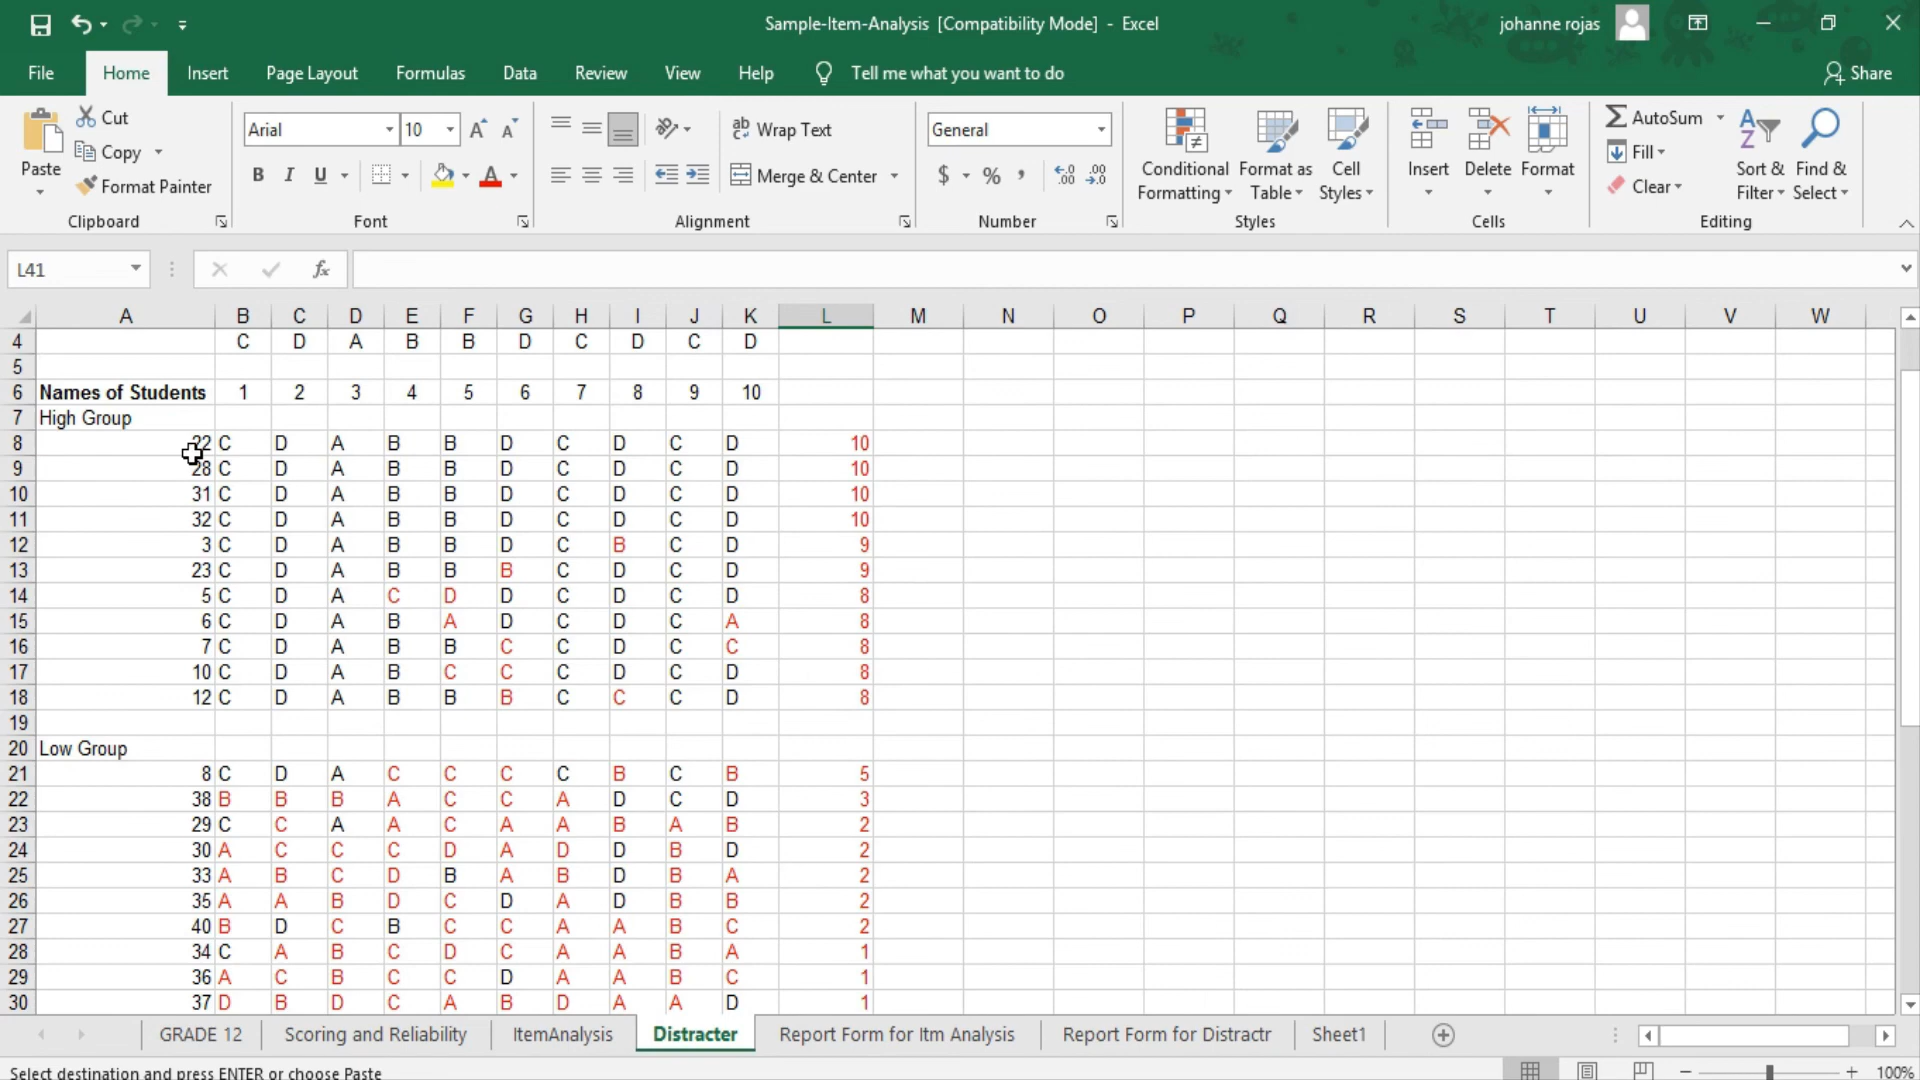 Sample-Item-Analysis [Compatibility Mode] - Excel
johanne rojas
File Home Insert Page Layout Formulas Data Review View Help Tell me what you want to do Share
Paste
Cut
Copy
Format Painter
Clipboard
Arial 10
B I U
Font
Wrap Text
Merge & Center
Alignment
General
$ % ,
Number
Conditional Formatting
Format as Table
Cell Styles
Styles
Insert
Delete
Format
Cells
AutoSum
Fill
Clear
Sort & Filter
Find & Select
Editing
L41
fx
A B C D E F G H I J K L M N O P Q R S T U V W
4 C D A B B D C D C D
5
6 Names of Students 1 2 3 4 5 6 7 8 9 10
7 High Group
8 22 C D A B B D C D C D 10
9 28 C D A B B D C D C D 10
10 31 C D A B B D C D C D 10
11 32 C D A B B D C D C D 10
12 3 C D A B B D C B C D 9
13 23 C D A B B B C D C D 9
14 5 C D A C D D C D C D 8
15 6 C D A B A D C D C A 8
16 7 C D A B B C C D C C 8
17 10 C D A B C C C D C D 8
18 12 C D A B B B C C C D 8
19
20 Low Group
21 8 C D A C C C C B C B 5
22 38 B B B A C C A D C D 3
23 29 C C A A C A A B A B 2
24 30 A C C C D A D D B D 2
25 33 A B C D B A B D B A 2
26 35 A A B D C D A D B B 2
27 40 B D C B C C A A B C 2
28 34 C A B C D C A A B A 1
29 36 A C B C C D A A B C 1
30 37 D B D C A B D A A D 1
GRADE 12 Scoring and Reliability ItemAnalysis Distracter Report Form for Itm Analysis Report Form for Distractr Sheet1
Select destination and press ENTER or choose Paste
100%